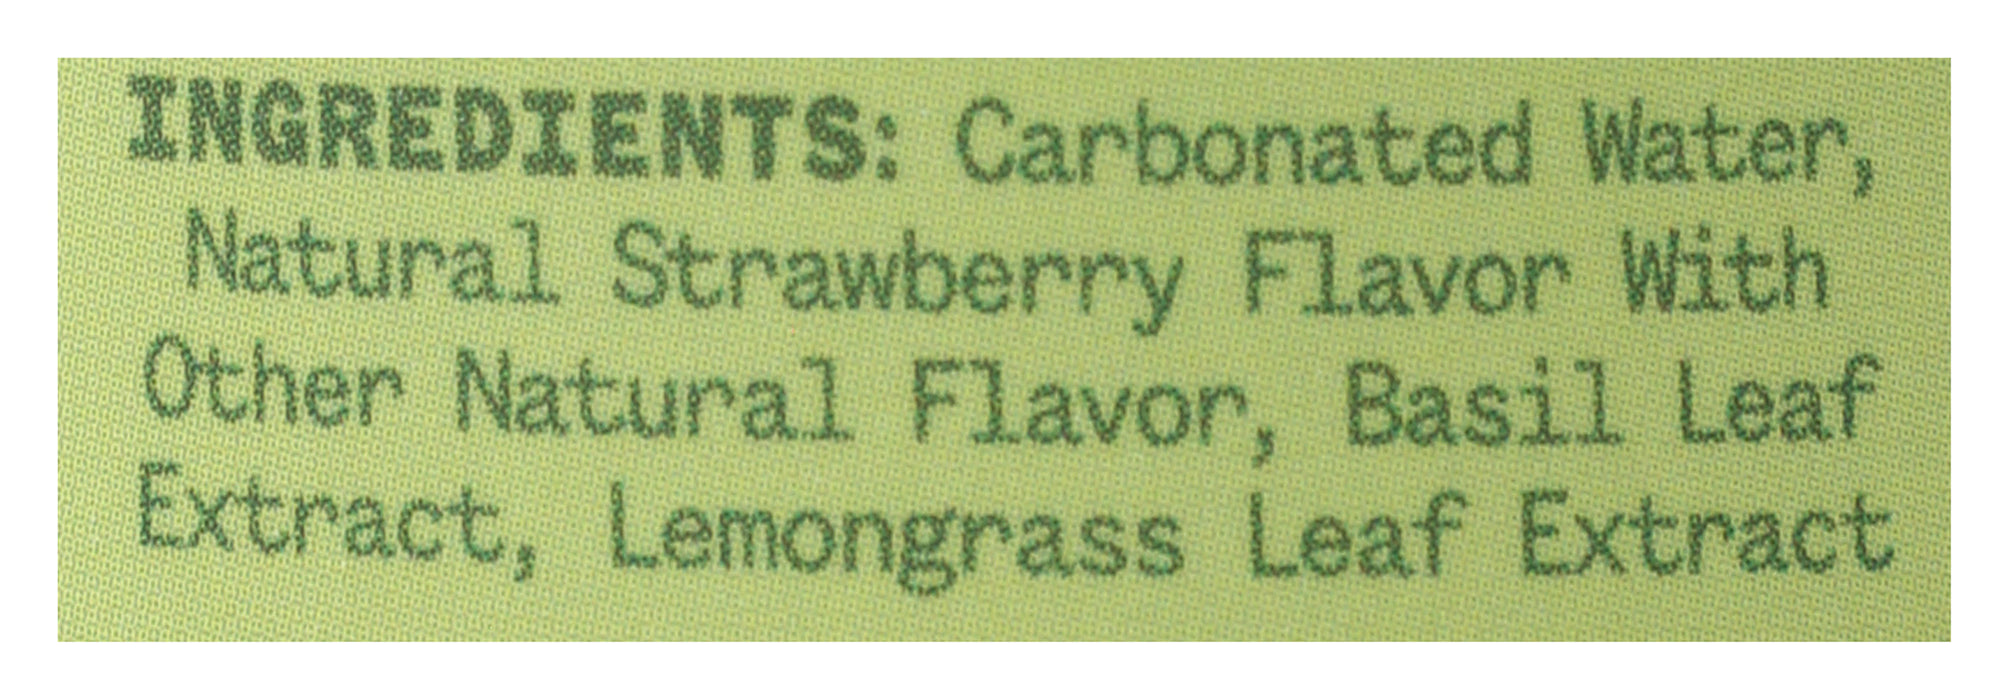 INGREDIENTS: Carbonated Water,
Natural Strawberry Flavor With
Other Natural Flavor, Basil Leaf
Extract, Lemongrass Leaf Extract